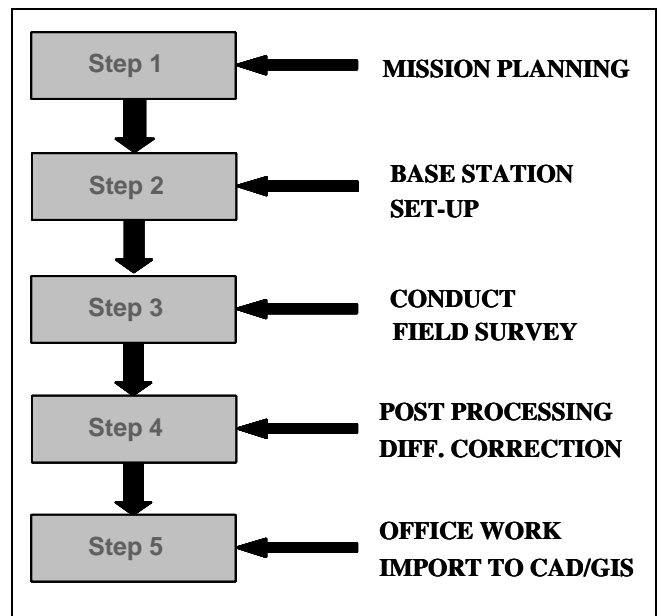 Step 1
MISSION PLANNING
Step 2
BASE STATION
SET-UP
Step 3
CONDUCT
FIELD SURVEY
Step 4
POST PROCESSING
DIFF. CORRECTION
Step 5
OFFICE WORK
IMPORT TO CAD/GIS